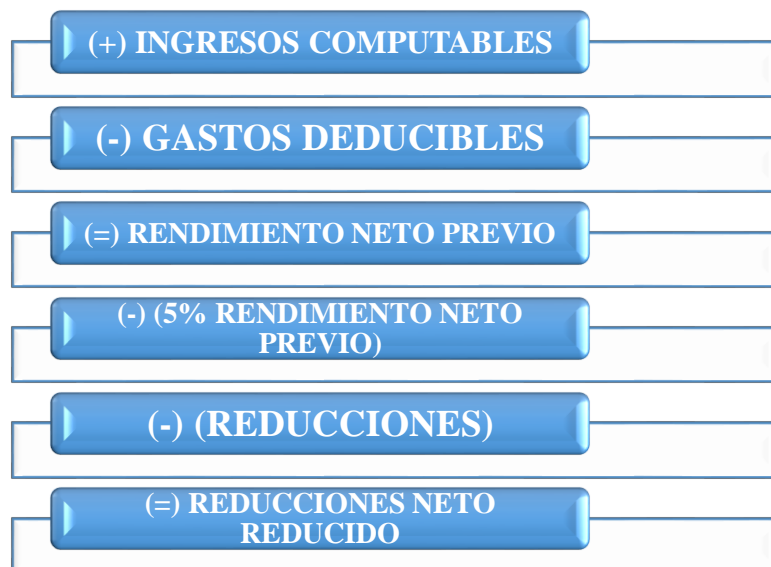 (+) INGRESOS COMPUTABLES
(-) GASTOS DEDUCIBLES
(=) RENDIMIENTO NETO PREVIO
(-) (5% RENDIMIENTO NETO
PREVIO)
(-) (REDUCCIONES)
(=) REDUCCIONES NETO
REDUCIDO